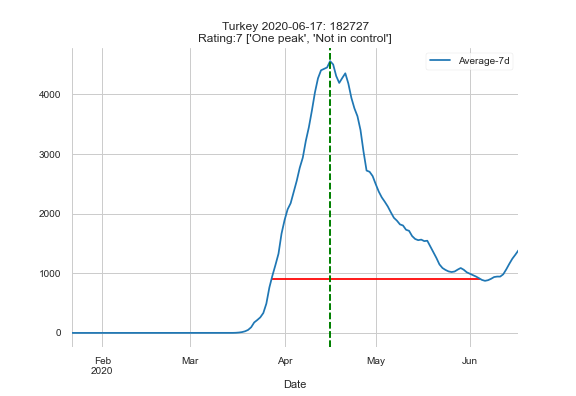 Turkey 2020-06-17: 182727
Rating:7 ['One peak', 'Not in control']
Average-7d
4000
3000
2000
1000
0
Feb
2020
Mar
Apr
May
Jun
Date